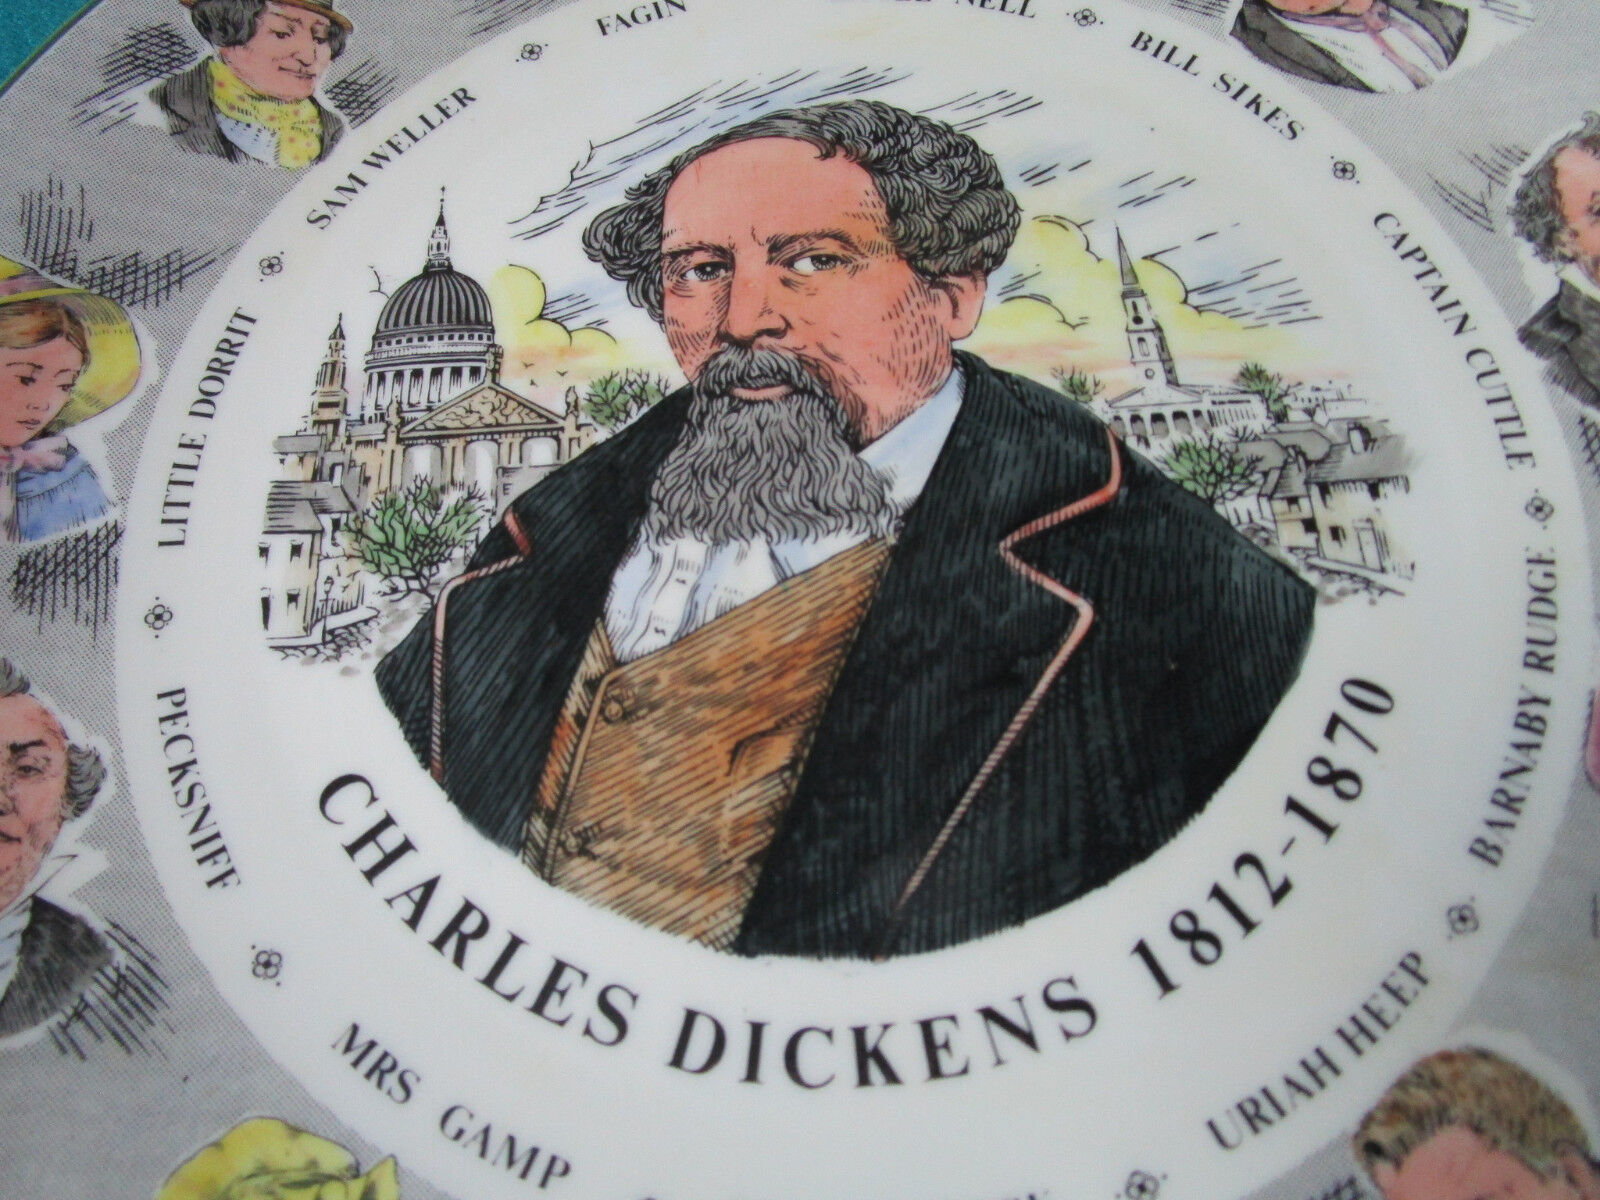 FAGIN
NELL
BILL SIKES
CAPTAIN CUTTLE
BARNABY RUDGE
URIAH HEEP
MRS GAMP
PECKSNIFF
LITTLE DORRIT
SAM WELLER
CHARLES DICKENS 1812-1870